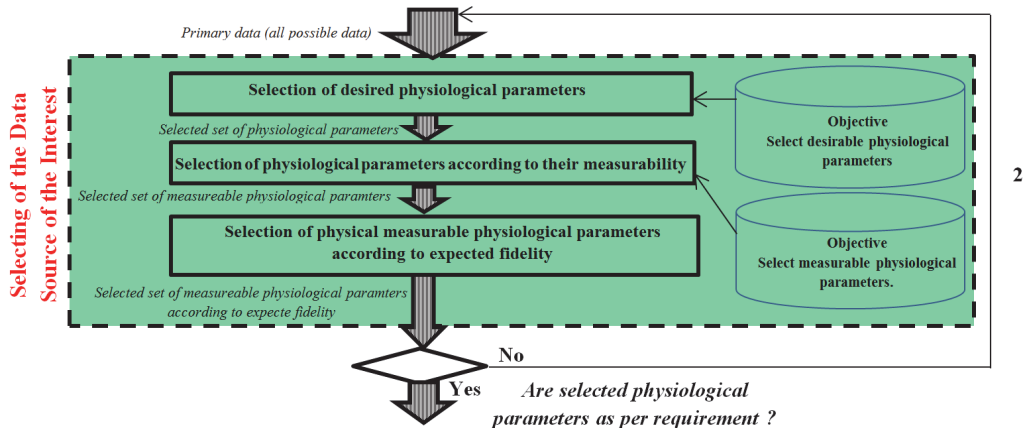 Primary data (all possible data)
Selecting of the Data
Source of the Interest
Selection of desired physiological parameters
Selected set of physiological parameters
Selection of physiological parameters according to their measurability
Selected set of measureable physiological paramters
Selection of physical measurable physiological parameters
according to expected fidelity
Selected set of measureable physiological paramters
according to expecte fidelity
Objective
Select desirable physiological
parameters
Objective
Select measurable physiological
parameters.
2
No
Yes
Are selected physiological
parameters as per requirement ?